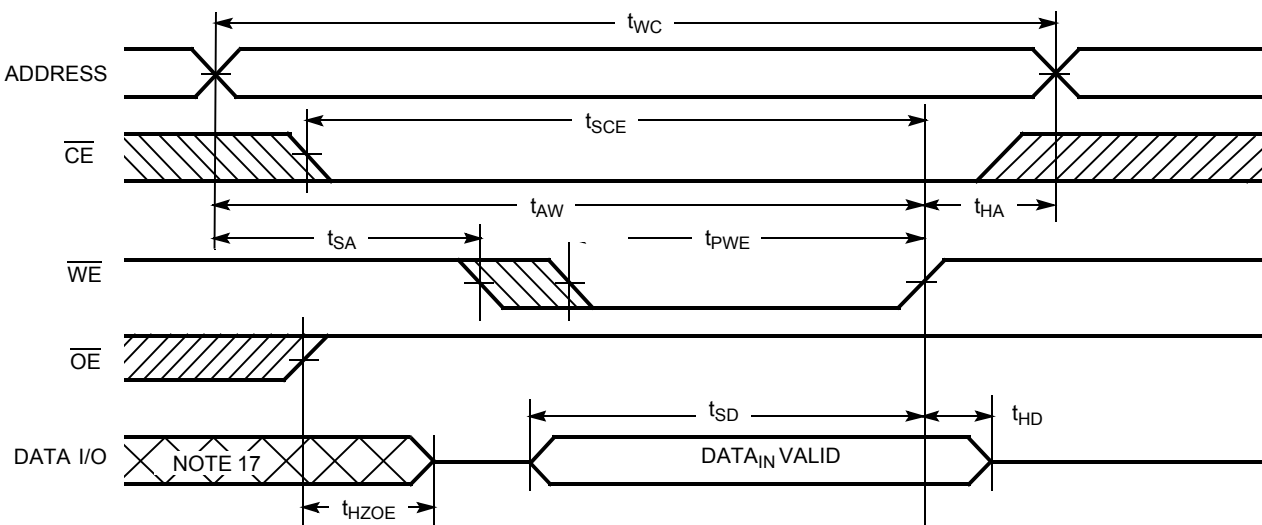 tWC
ADDRESS
tSCE
CE
tAW
tHA
tSA
tPWE
WE
OE
tSD
tHD
DATA I/O
NOTE 17
DATAIN VALID
tHZOE